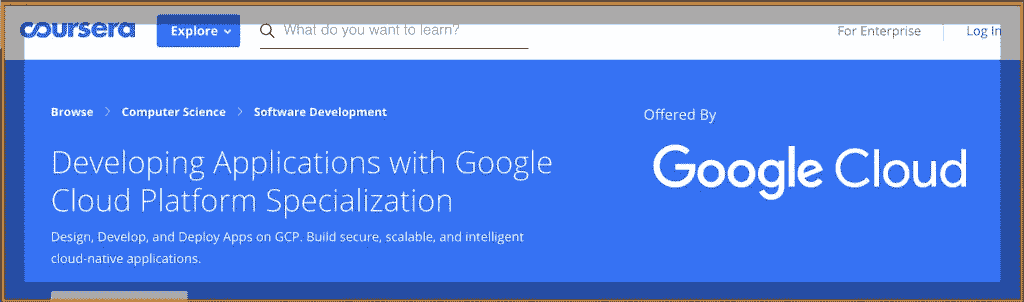 coursera Explore What do you want to learn? For Enterprise Log In
Browse Computer Science Software Development
Offered By
Google Cloud
Developing Applications with Google
Cloud Platform Specialization
Design, Develop, and Deploy Apps on GCP. Build secure, scalable, and intelligent
cloud-native applications.